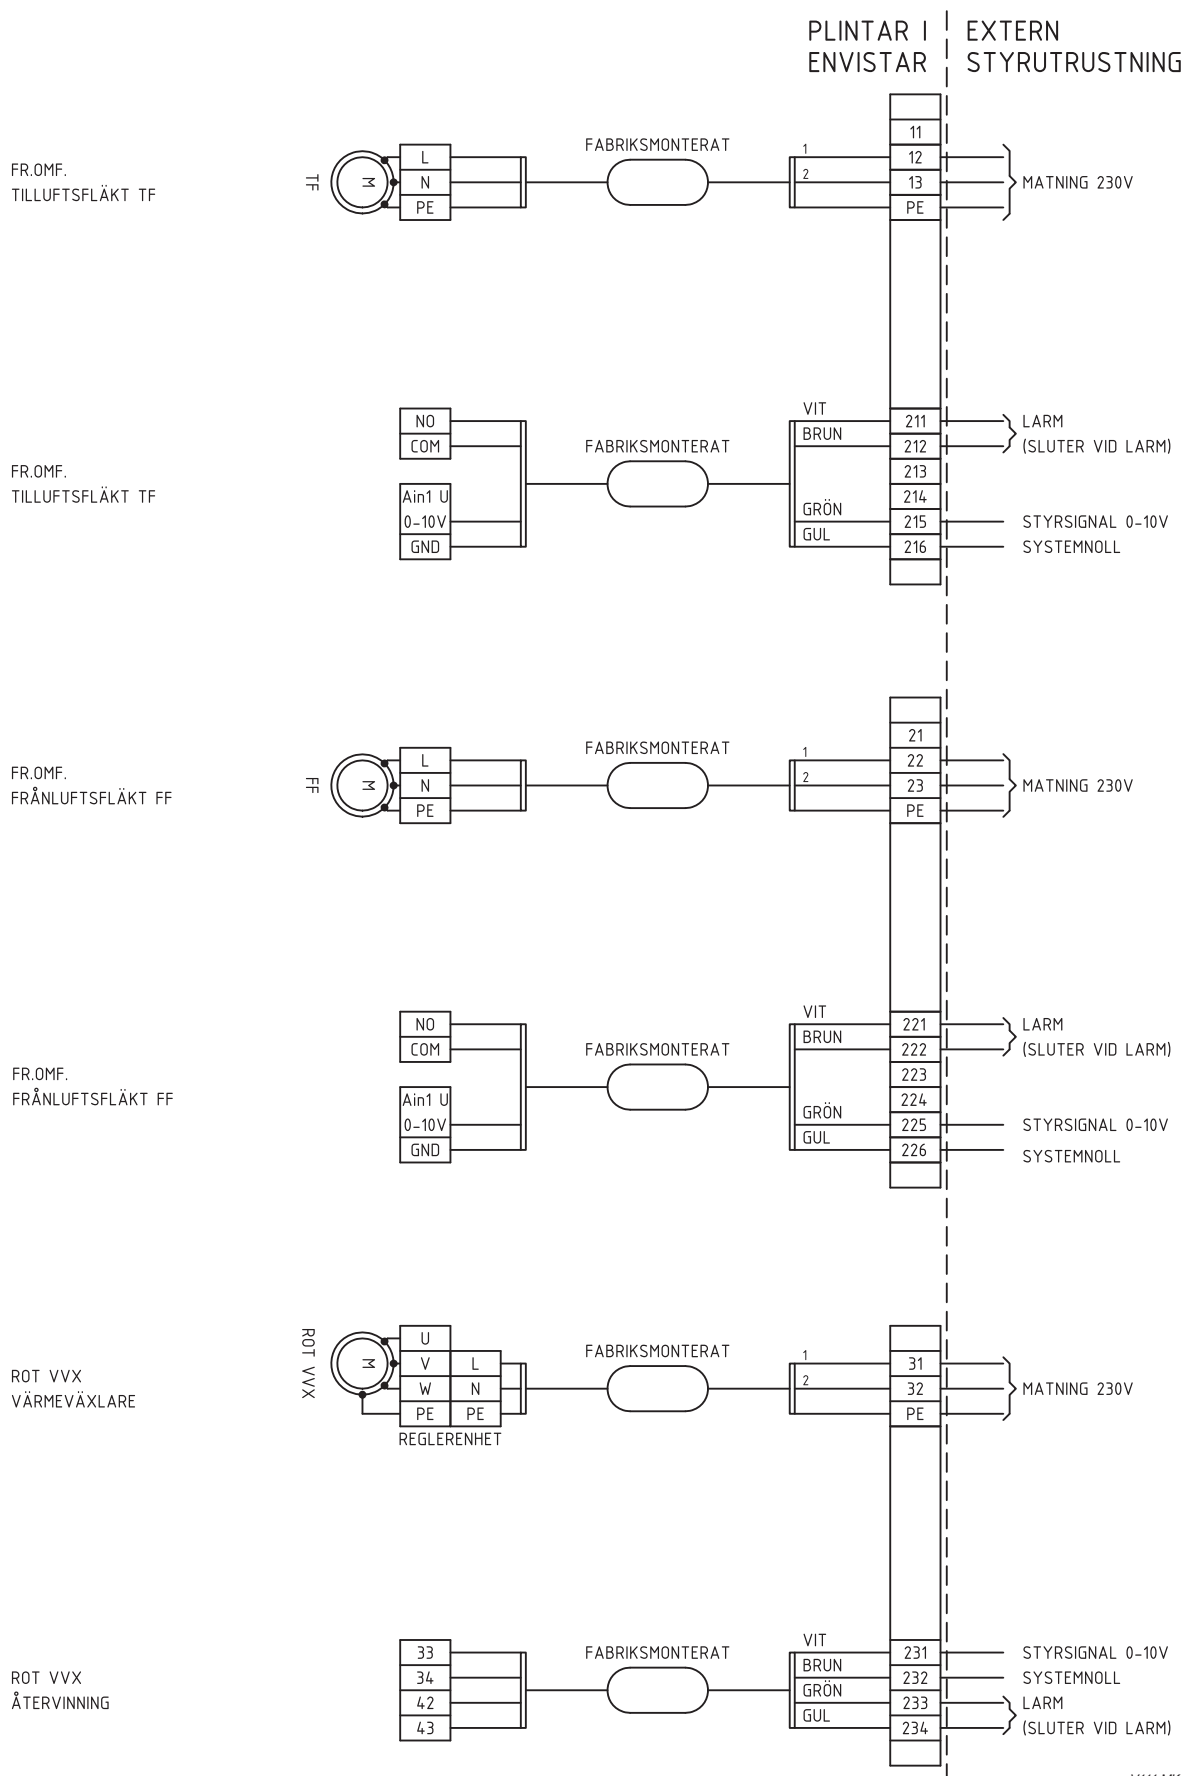 PLINTAR I
ENVISTAR
EXTERN
STYRUTRUSTNING
FR.OMF.
TILLUFTSFLÄKT TF
TF
M
L
N
PE
FABRIKSMONTERAT
1
2
11
12
13
PE
MATNING 230V
FR.OMF.
TILLUFTSFLÄKT TF
NO
COM
Ain1 U
0-10V
GND
FABRIKSMONTERAT
VIT
BRUN
GRÖN
GUL
211
212
213
214
215
216
LARM
(SLUTER VID LARM)
STYRSIGNAL 0-10V
SYSTEMNOLL
FR.OMF.
FRÅNLUFTSFLÄKT FF
FF
M
L
N
PE
FABRIKSMONTERAT
1
2
21
22
23
PE
MATNING 230V
FR.OMF.
FRÅNLUFTSFLÄKT FF
NO
COM
Ain1 U
0-10V
GND
FABRIKSMONTERAT
VIT
BRUN
GRÖN
GUL
221
222
223
224
225
226
LARM
(SLUTER VID LARM)
STYRSIGNAL 0-10V
SYSTEMNOLL
ROT VVX
VÄRMEVÄXLARE
ROT VVX
M
U
V L
W N
PE PE
REGLERENHET
FABRIKSMONTERAT
1
2
31
32
PE
MATNING 230V
ROT VVX
ÅTERVINNING
33
34
42
43
FABRIKSMONTERAT
VIT
BRUN
GRÖN
GUL
231
232
233
234
STYRSIGNAL 0-10V
SYSTEMNOLL
LARM
(SLUTER VID LARM)